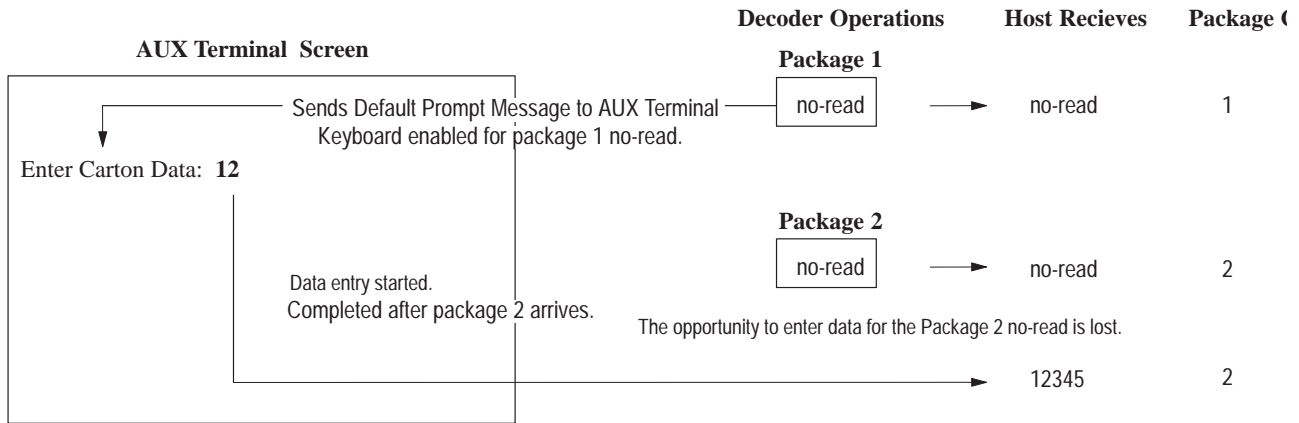 Decoder Operations Host Recieves Package C
AUX Terminal Screen
Package 1
Sends Default Prompt Message to AUX Terminal no-read no-read 1
Keyboard enabled for package 1 no-read.
Enter Carton Data: 12
Package 2
no-read no-read 2
Data entry started.
Completed after package 2 arrives.
The opportunity to enter data for the Package 2 no-read is lost.
12345 2